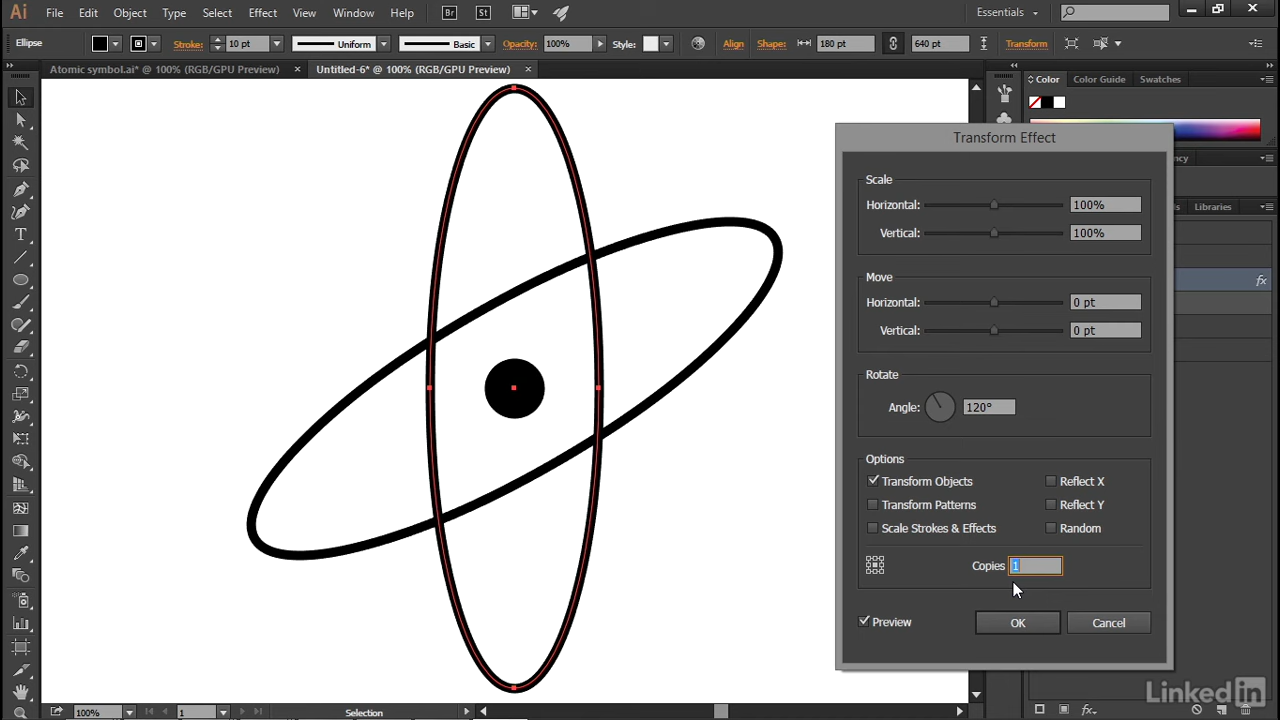 Ai File Edit Object Type Select Effect View Window Help Br St Essentials
Ellipse Stroke: 10 pt Uniform Basic Opacity: 100% Style: Align Shape: 180 pt 640 pt Transform
Atomic symbol.ai* @ 100% (RGB/GPU Preview) × Untitled-6* @ 100% (RGB/GPU Preview) ×
Color Color Guide Swatches
Transform Effect
Libraries
Scale
Horizontal: 100%
Vertical: 100%
Move
Horizontal: 0 pt
Vertical: 0 pt
fx
Rotate
Angle: 120°
Options
Transform Objects Reflect X
Transform Patterns Reflect Y
Scale Strokes & Effects Random
Copies 1
Preview OK Cancel
100% 1 Selection
fx
Linked in